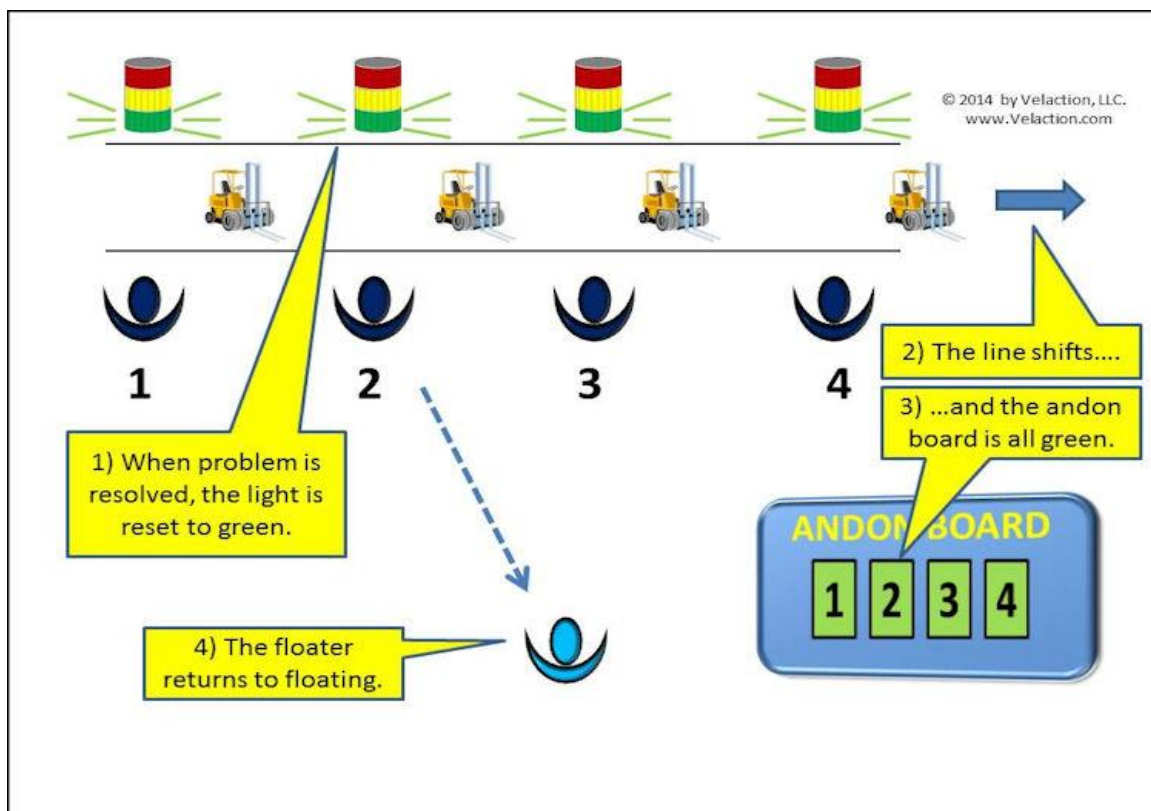 © 2014 by Velaction, LLC.
www.Velaction.com
1
2
3
4
1) When problem is
resolved, the light is
reset to green.
2) The line shifts....
3) ...and the andon
board is all green.
ANDON BOARD
1 2 3 4
4) The floater
returns to floating.